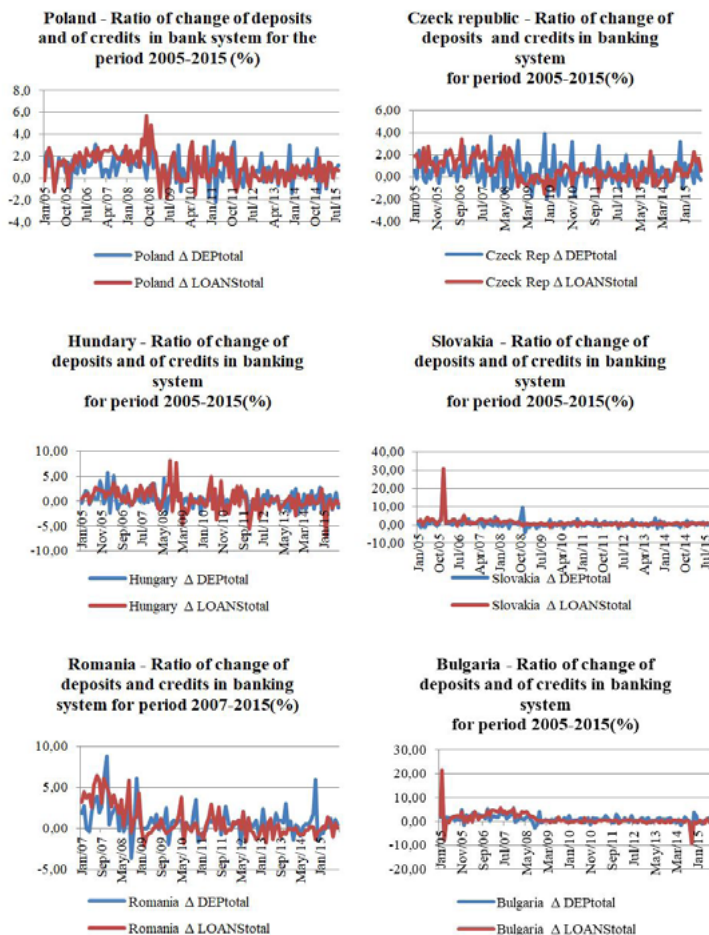 Poland - Ratio of change of deposits
and of credits in bank system for the
period 2005-2015(%)
8,0
6,0
4,0
2,0
0,0
-2,0
-4,0
Jan/05
Oct/05
Jul/06
Apr/07
Jan/08
Oct/08
Jul/09
Apr/10
Jan/11
Oct/11
Jul/12
Apr/13
Jan/14
Oct/14
Jul/15
Poland Δ DEPtotal
Poland Δ LOANStotal
Czeck republic - Ratio of change of
deposits and credits in banking
system
for period 2005-2015(%)
6,00
4,00
2,00
0,00
-2,00
-4,00
Jan/05
Nov/05
Sep/06
Jul/07
May/08
Mar/09
Jan/10
Nov/10
Sep/11
Jul/12
May/13
Mar/14
Jan/15
Czeck Rep Δ DEPtotal
Czeck Rep Δ LOANStotal
Hundary - Ratio of change of
deposits and of credits in banking
system
for period 2005-2015(%)
10,00
5,00
0,00
-5,00
-10,00
Jan/05
Nov/05
Sep/06
Jul/07
May/08
Mar/09
Jan/10
Nov/10
Sep/11
Jul/12
May/13
Mar/14
Jan/15
Hungary Δ DEPtotal
Hungary Δ LOANStotal
Slovakia - Ratio of change of
deposits and of credits in banking
system
for period 2005-2015(%)
40,00
30,00
20,00
10,00
0,00
-10,00
Jan/05
Oct/05
Jul/06
Apr/07
Jan/08
Oct/08
Jul/09
Apr/10
Jan/11
Oct/11
Jul/12
Apr/13
Jan/14
Oct/14
Jul/15
Slovakia Δ DEPtotal
Slovakia Δ LOANStotal
Romania - Ratio of change of
deposits and credits in banking
system for period 2007-2015(%)
10,00
5,00
0,00
-5,00
Jan/07
Sep/07
May/08
Jan/09
Sep/09
May/10
Jan/11
Sep/11
May/12
Jan/13
Sep/13
May/14
Jan/15
Romania Δ DEPtotal
Romania Δ LOANStotal
Bulgaria - Ratio of change of
deposits and of credits in banking
system
for period 2005-2015(%)
30,00
20,00
10,00
0,00
-10,00
-20,00
Jan/05
Nov/05
Sep/06
Jul/07
May/08
Mar/09
Jan/10
Nov/10
Sep/11
Jul/12
May/13
Mar/14
Jan/15
Bulgaria Δ DEPtotal
Bulgaria Δ LOANStotal